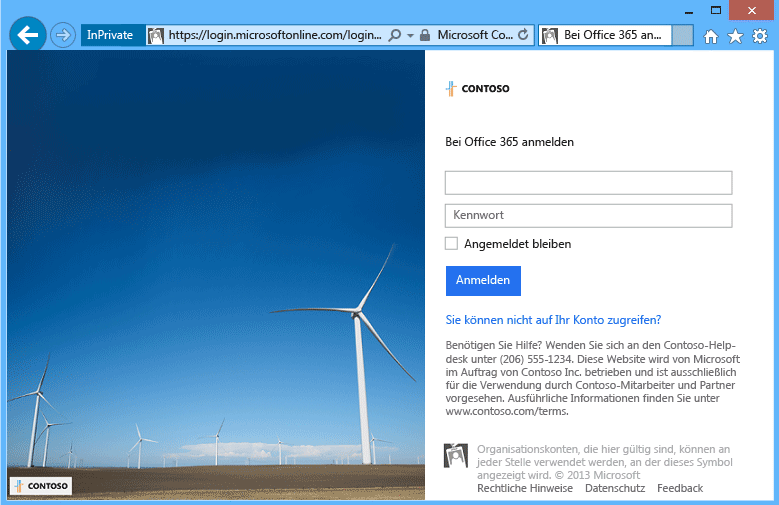 InPrivate
https://login.microsoftonline.com/login...
Microsoft Co...
Bei Office 365 an...
CONTOSO
Bei Office 365 anmelden
Kennwort
Angemeldet bleiben
Anmelden
Sie können nicht auf Ihr Konto zugreifen?
Benötigen Sie Hilfe? Wenden Sie sich an den Contoso-Help-
desk unter (206) 555-1234. Diese Website wird von Microsoft
im Auftrag von Contoso Inc. betrieben und ist ausschließlich
für die Verwendung durch Contoso-Mitarbeiter und Partner
vorgesehen. Ausführliche Informationen finden Sie unter
www.contoso.com/terms.
Organisationskonten, die hier gültig sind, können an
jeder Stelle verwendet werden, an der dieses Symbol
angezeigt wird. © 2013 Microsoft
Rechtliche Hinweise Datenschutz Feedback
CONTOSO